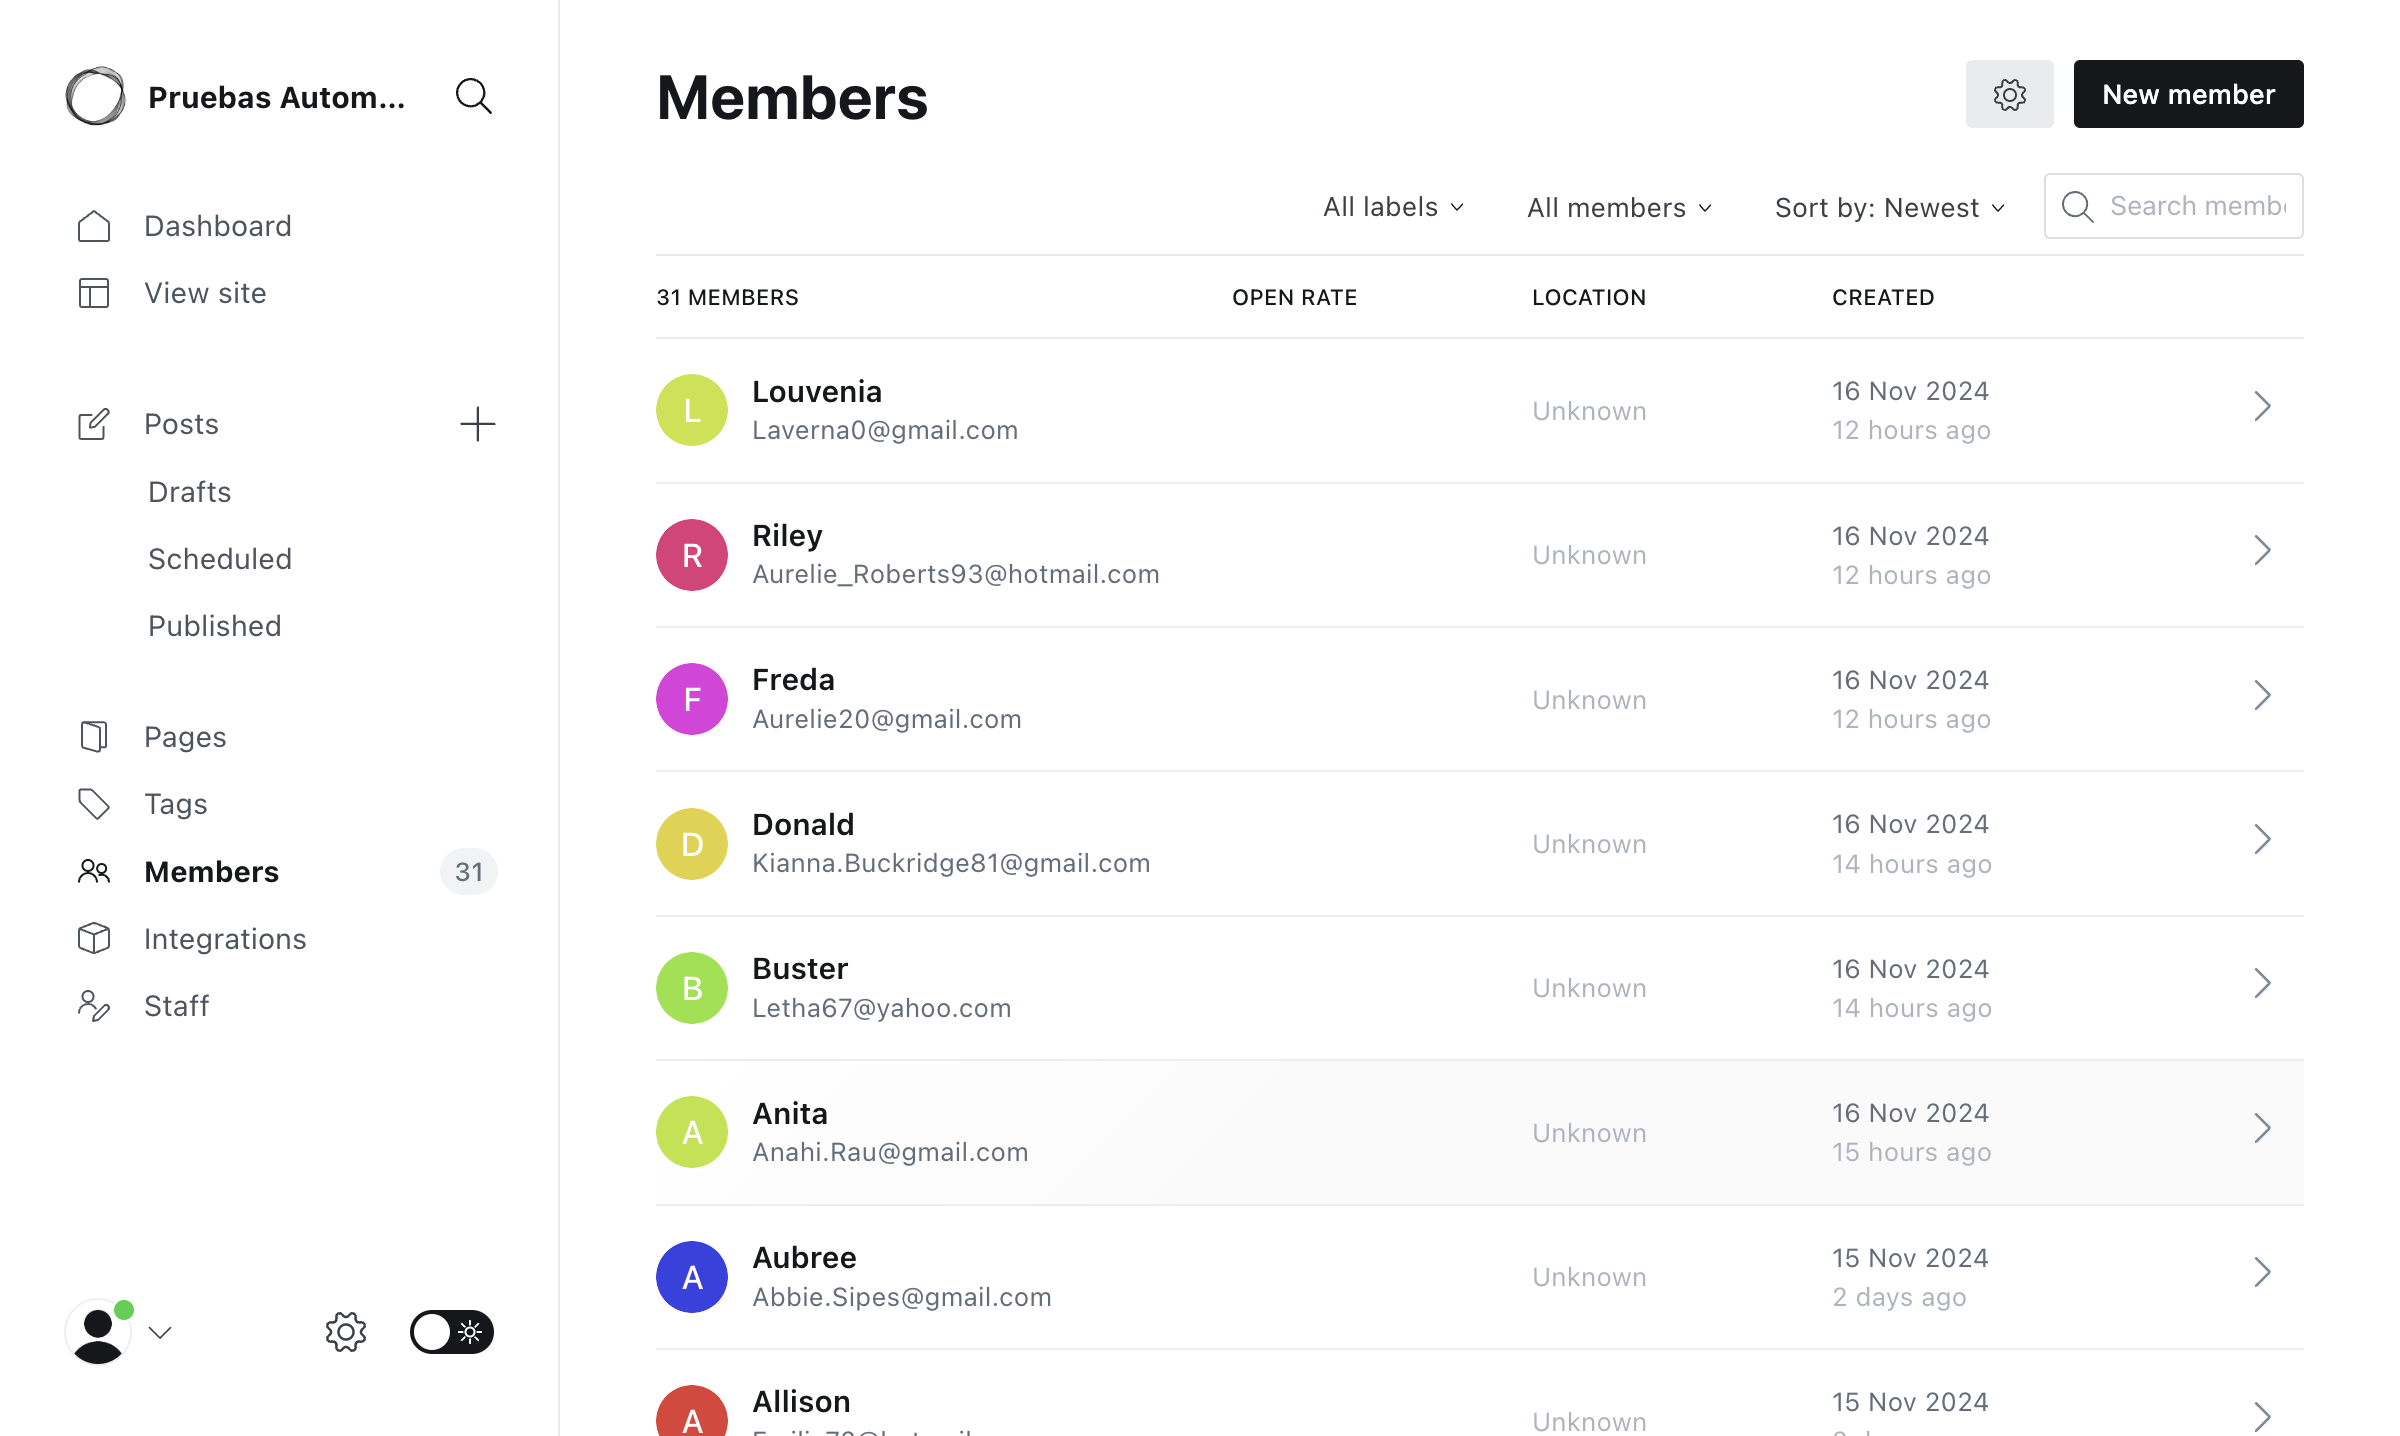 Pruebas Autom...
Dashboard
View site
Posts
Drafts
Scheduled
Published
Pages
Tags
Members 31
Integrations
Staff
Members
New member
All labels All members Sort by: Newest Search memb
31 MEMBERS OPEN RATE LOCATION CREATED
L Louvenia 16 Nov 2024
Laverna0@gmail.com Unknown 12 hours ago
R Riley 16 Nov 2024
Aurelie_Roberts93@hotmail.com Unknown 12 hours ago
F Freda 16 Nov 2024
Aurelie20@gmail.com Unknown 12 hours ago
D Donald 16 Nov 2024
Kianna.Buckridge81@gmail.com Unknown 14 hours ago
B Buster 16 Nov 2024
Letha67@yahoo.com Unknown 14 hours ago
A Anita 16 Nov 2024
Anahi.Rau@gmail.com Unknown 15 hours ago
A Aubree 15 Nov 2024
Abbie.Sipes@gmail.com Unknown 2 days ago
A Allison 15 Nov 2024
Unknown